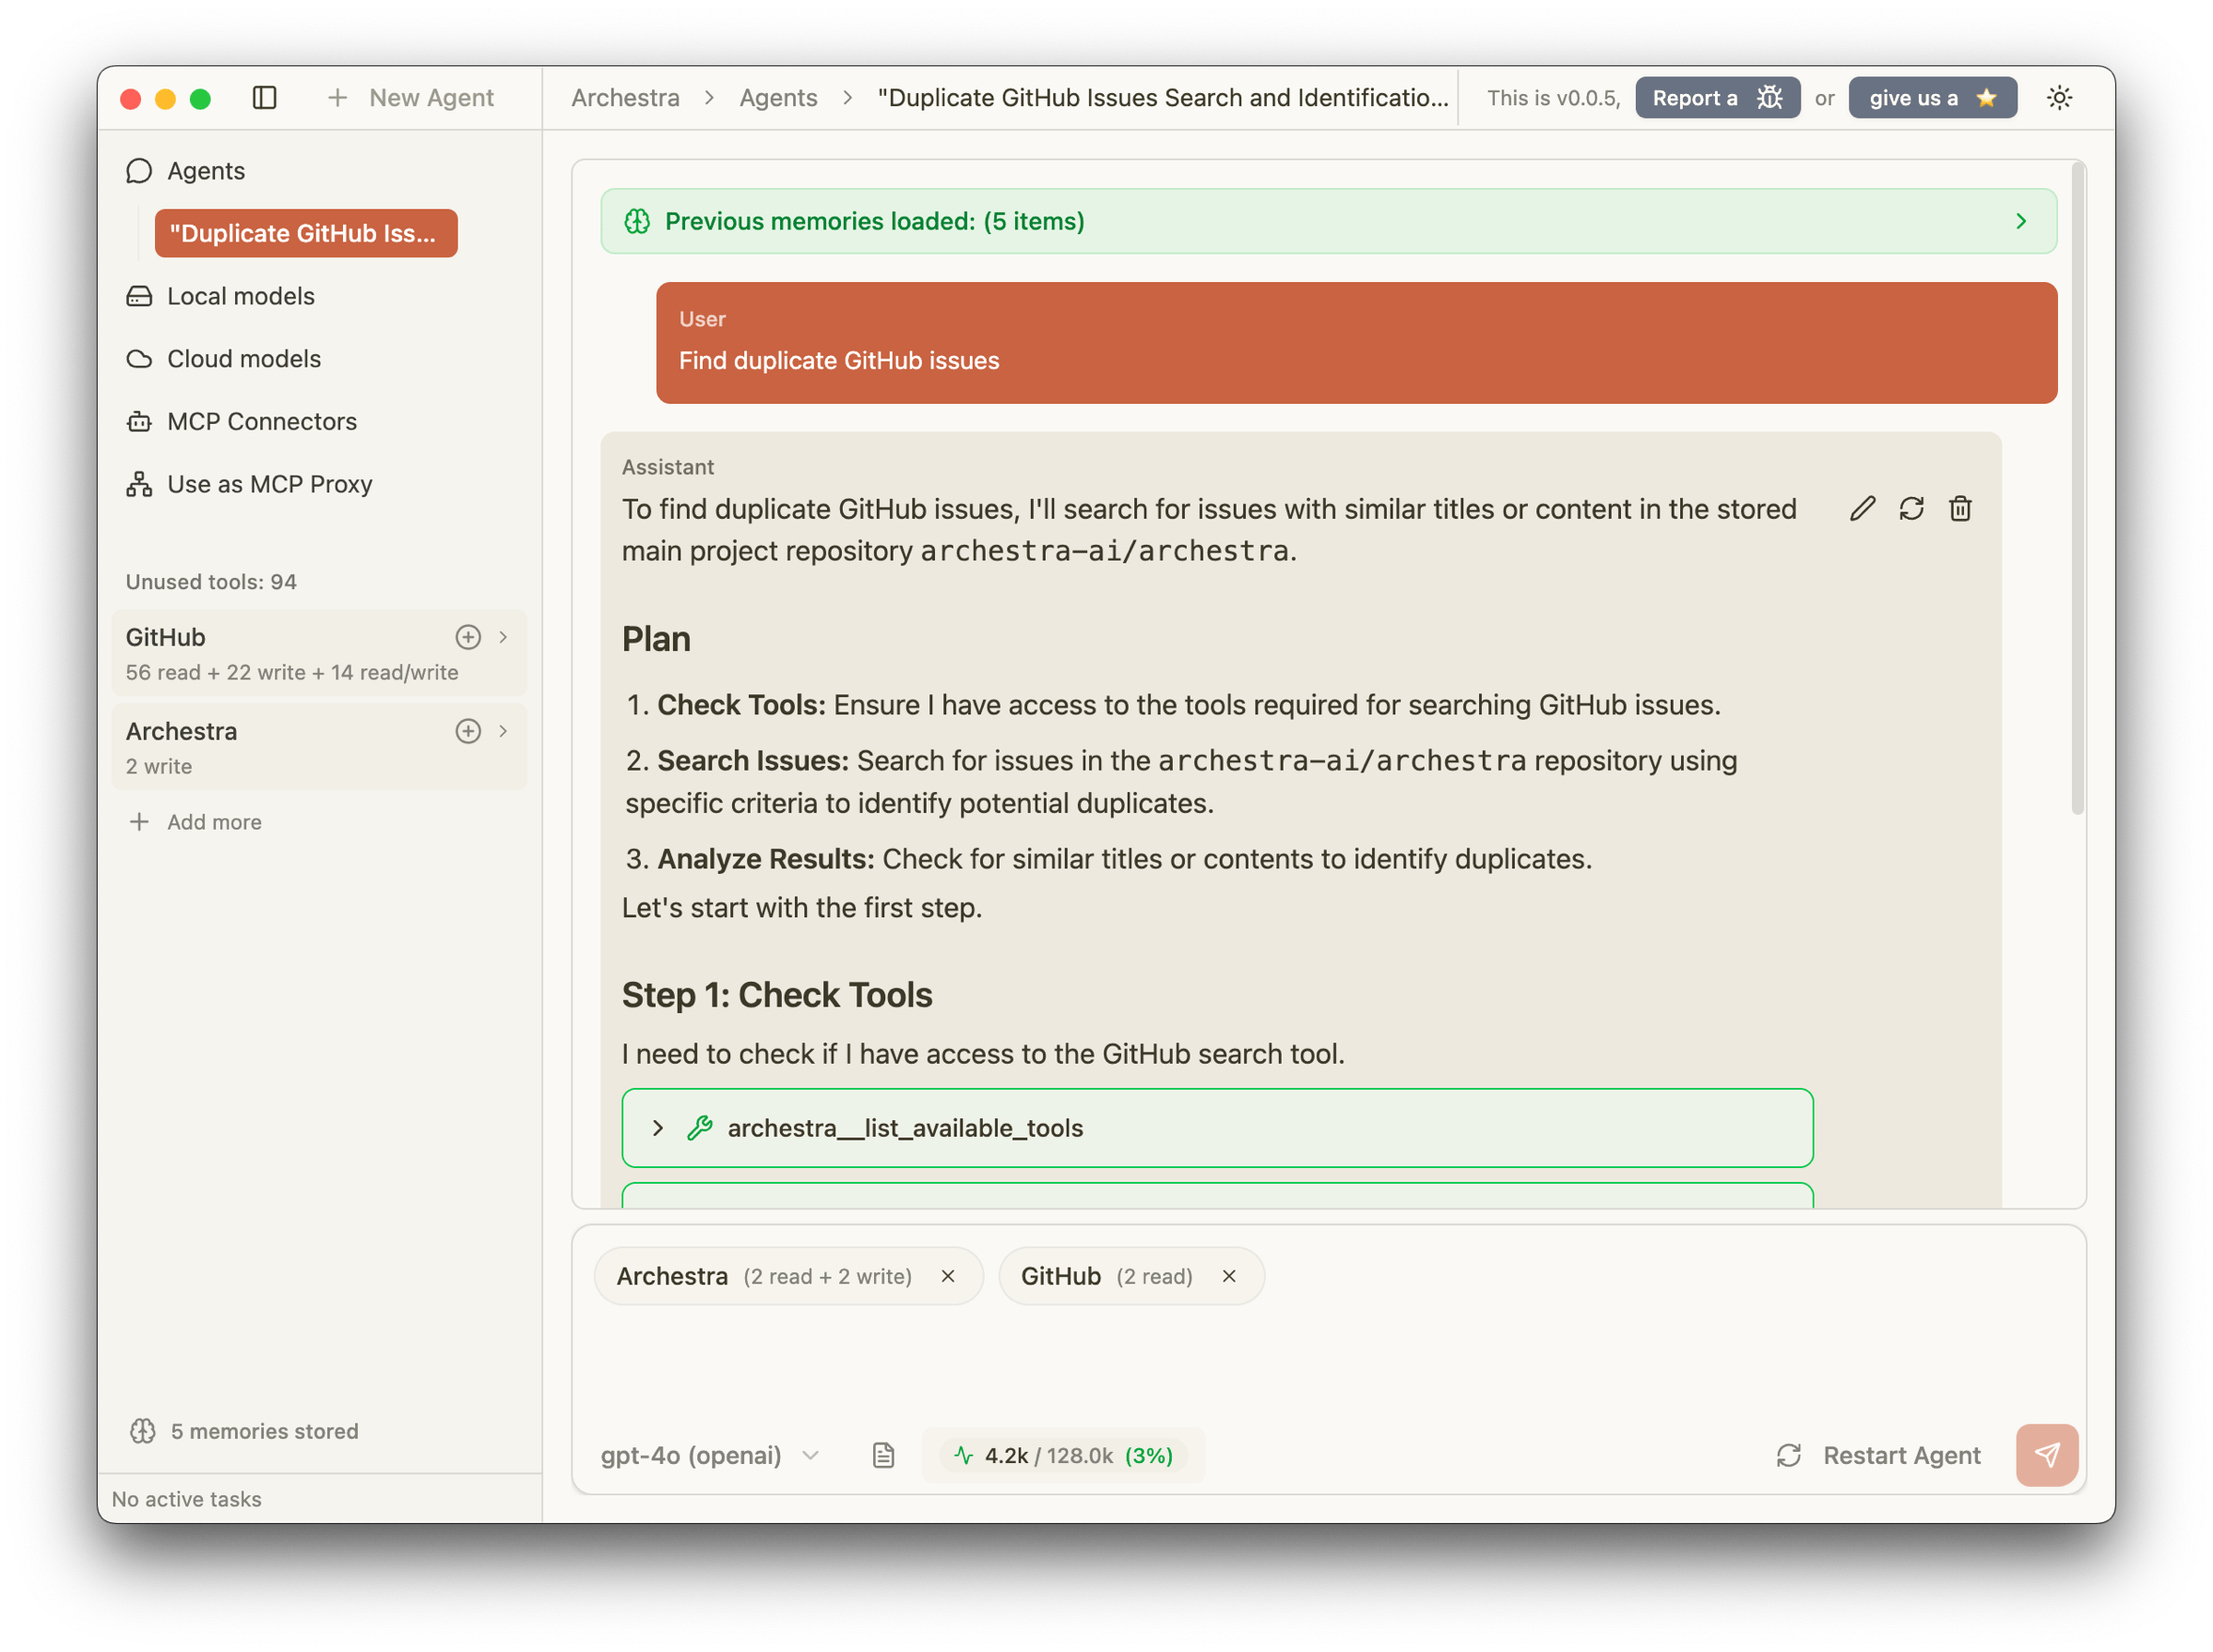 New Agent
Archestra > Agents > "Duplicate GitHub Issues Search and Identificatio...
This is v0.0.5, Report a or give us a
Agents
"Duplicate GitHub Iss...
Local models
Cloud models
MCP Connectors
Use as MCP Proxy
Unused tools: 94
GitHub
56 read + 22 write + 14 read/write
Archestra
2 write
Add more
5 memories stored
No active tasks
Previous memories loaded: (5 items)
User
Find duplicate GitHub issues
Assistant
To find duplicate GitHub issues, I'll search for issues with similar titles or content in the stored
main project repository archestra-ai/archestra.
Plan
1. Check Tools: Ensure I have access to the tools required for searching GitHub issues.
2. Search Issues: Search for issues in the archestra-ai/archestra repository using
specific criteria to identify potential duplicates.
3. Analyze Results: Check for similar titles or contents to identify duplicates.
Let's start with the first step.
Step 1: Check Tools
I need to check if I have access to the GitHub search tool.
archestra__list_available_tools
Archestra (2 read + 2 write) ×
GitHub (2 read) ×
gpt-4o (openai)
4.2k / 128.0k (3%)
Restart Agent